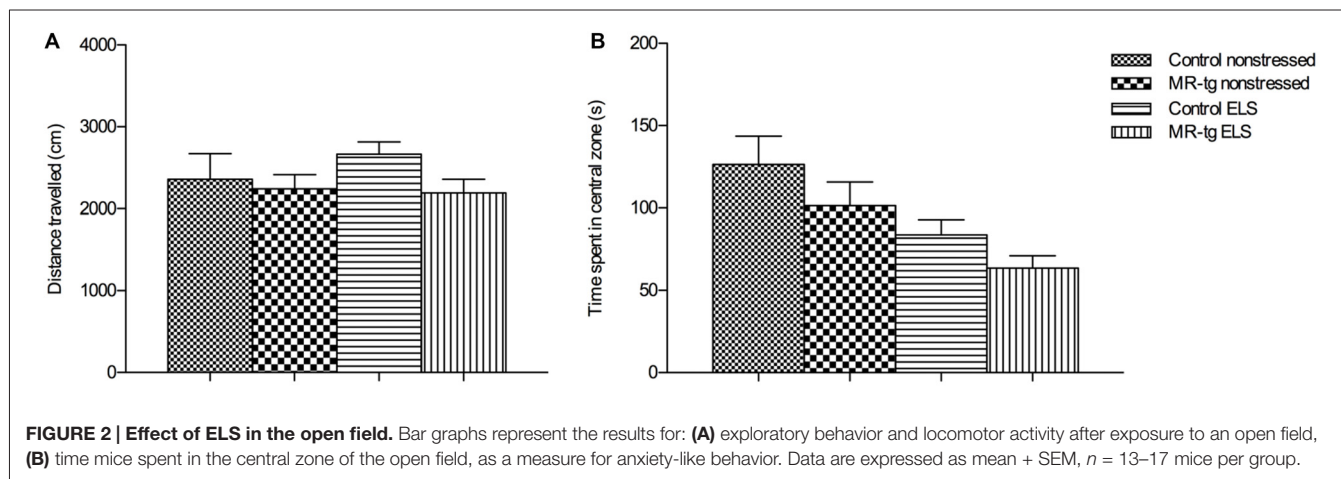 A
4000
3000
2000
1000
0
Distance travelled (cm)
B
200
150
100
50
0
Time spent in central zone (s)
Control nonstressed
MR-tg nonstressed
Control ELS
MR-tg ELS
FIGURE 2 | Effect of ELS in the open field. Bar graphs represent the results for: (A) exploratory behavior and locomotor activity after exposure to an open field,
(B) time mice spent in the central zone of the open field, as a measure for anxiety-like behavior. Data are expressed as mean + SEM, n = 13–17 mice per group.